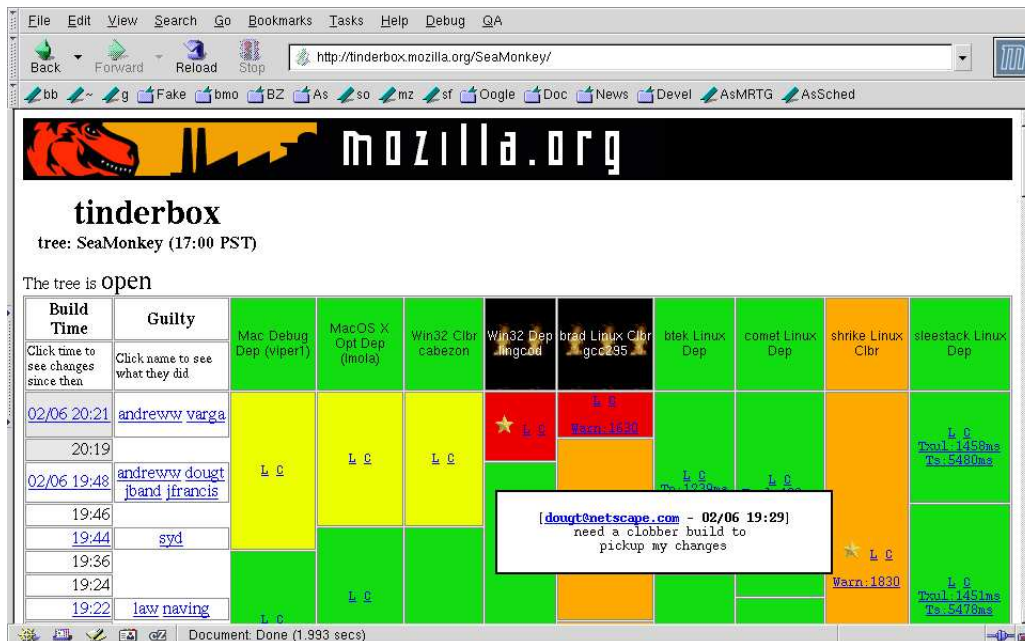 File Edit View Search Go Bookmarks Tasks Help Debug QA
Back Forward Reload Stop http://tinderbox.mozilla.org/SeaMonkey/
bb ~ g Fake bmo BZ As so mz sf Oogle Doc News Devel AsMRTG AsSched
mozilla.org
tinderbox
tree: SeaMonkey (17:00 PST)
The tree is open
Build Time
Guilty
Click time to see changes since then
Click name to see what they did
Mac Debug Dep (viper1)
MacOS X Opt Dep (imola)
Win32 Clbr cabezon
Win32 Dep lingcod
brad Linux Clbr gcc295
btek Linux Dep
comet Linux Dep
shrike Linux Clbr
sleestack Linux Dep
02/06 20:21 andreww varga
L C
L C
Warn:1630
20:19
L C
Txul:1458ms
Ts:5480ms
L C
L C
L C
02/06 19:48 andreww dougt jband jfrancis
L C
Tp:1239ms
L C
19:46
[dougt@netscape.com - 02/06 19:29]
need a clobber build to
pickup my changes
19:44 syd
19:36
L C
19:24
Warn:1830
L C
Txul:1451ms
Ts:5478ms
L C
19:22 law naving
L C
Document: Done (1.993 secs)